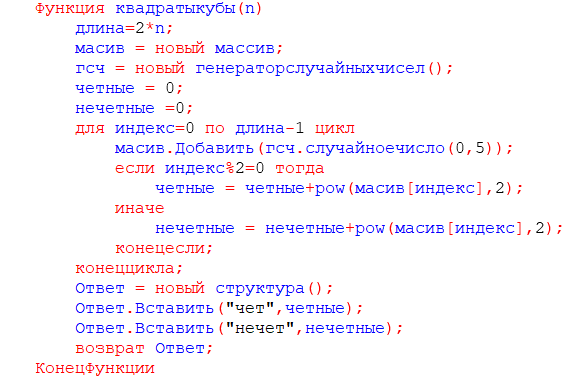 Функция квадратыкубы(n)
длина=2*n;
масив = новый массив;
гсч = новый генераторслучайныхчисел();
четные = 0;
нечетные =0;
для индекс=0 по длина-1 цикл
масив.Добавить(гсч.случайноечисло(0,5));
если индекс%2=0 тогда
четные = четные+pow(масив[индекс],2);
иначе
нечетные = нечетные+pow(масив[индекс],2);
конецесли;
конеццикла;
Ответ = новый структура();
Ответ.Вставить("чет",четные);
Ответ.Вставить("нечет",нечетные);
возврат Ответ;
КонецФункции